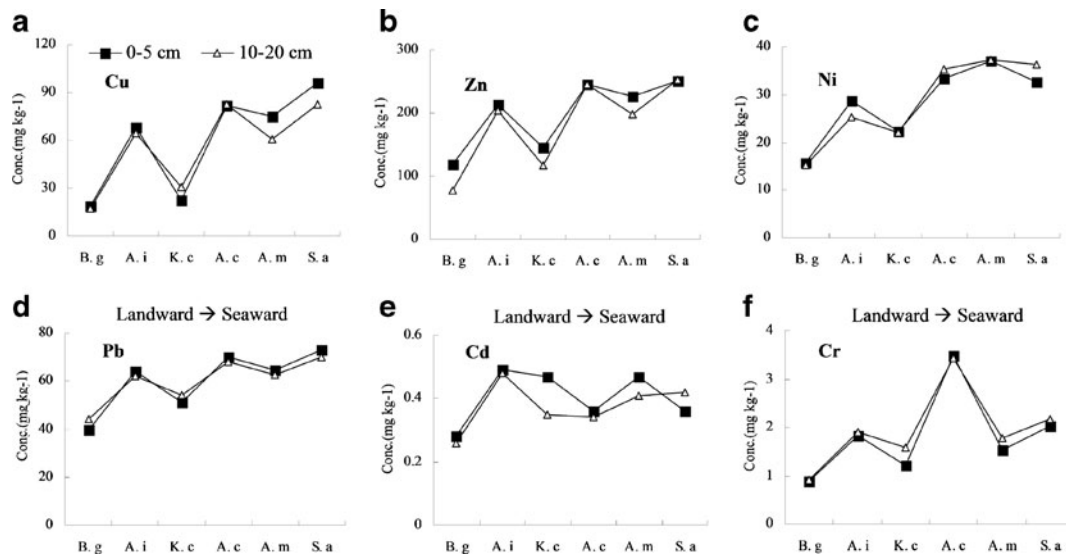 a
120
0-5 cm
10-20 cm
Cu
90
60
30
0
Conc.(mg kg-1)
B. g A. i K. c A. c A. m S. a
b
300
Zn
200
100
0
Conc.(mg kg-1)
B. g A. i K. c A. c A. m S. a
c
40
Ni
30
20
10
0
Conc.(mg kg-1)
B. g A. i K. c A. c A. m S. a
d
Landward → Seaward
80
Pb
60
40
20
0
Conc.(mg kg-1)
B. g A. i K. c A. c A. m S. a
e
Landward → Seaward
0.6
Cd
0.4
0.2
0
Conc.(mg kg-1)
B. g A. i K. c A. c A. m S. a
f
Landward → Seaward
4
Cr
3
2
1
0
Conc.(mg kg-1)
B. g A. i K. c A. c A. m S. a